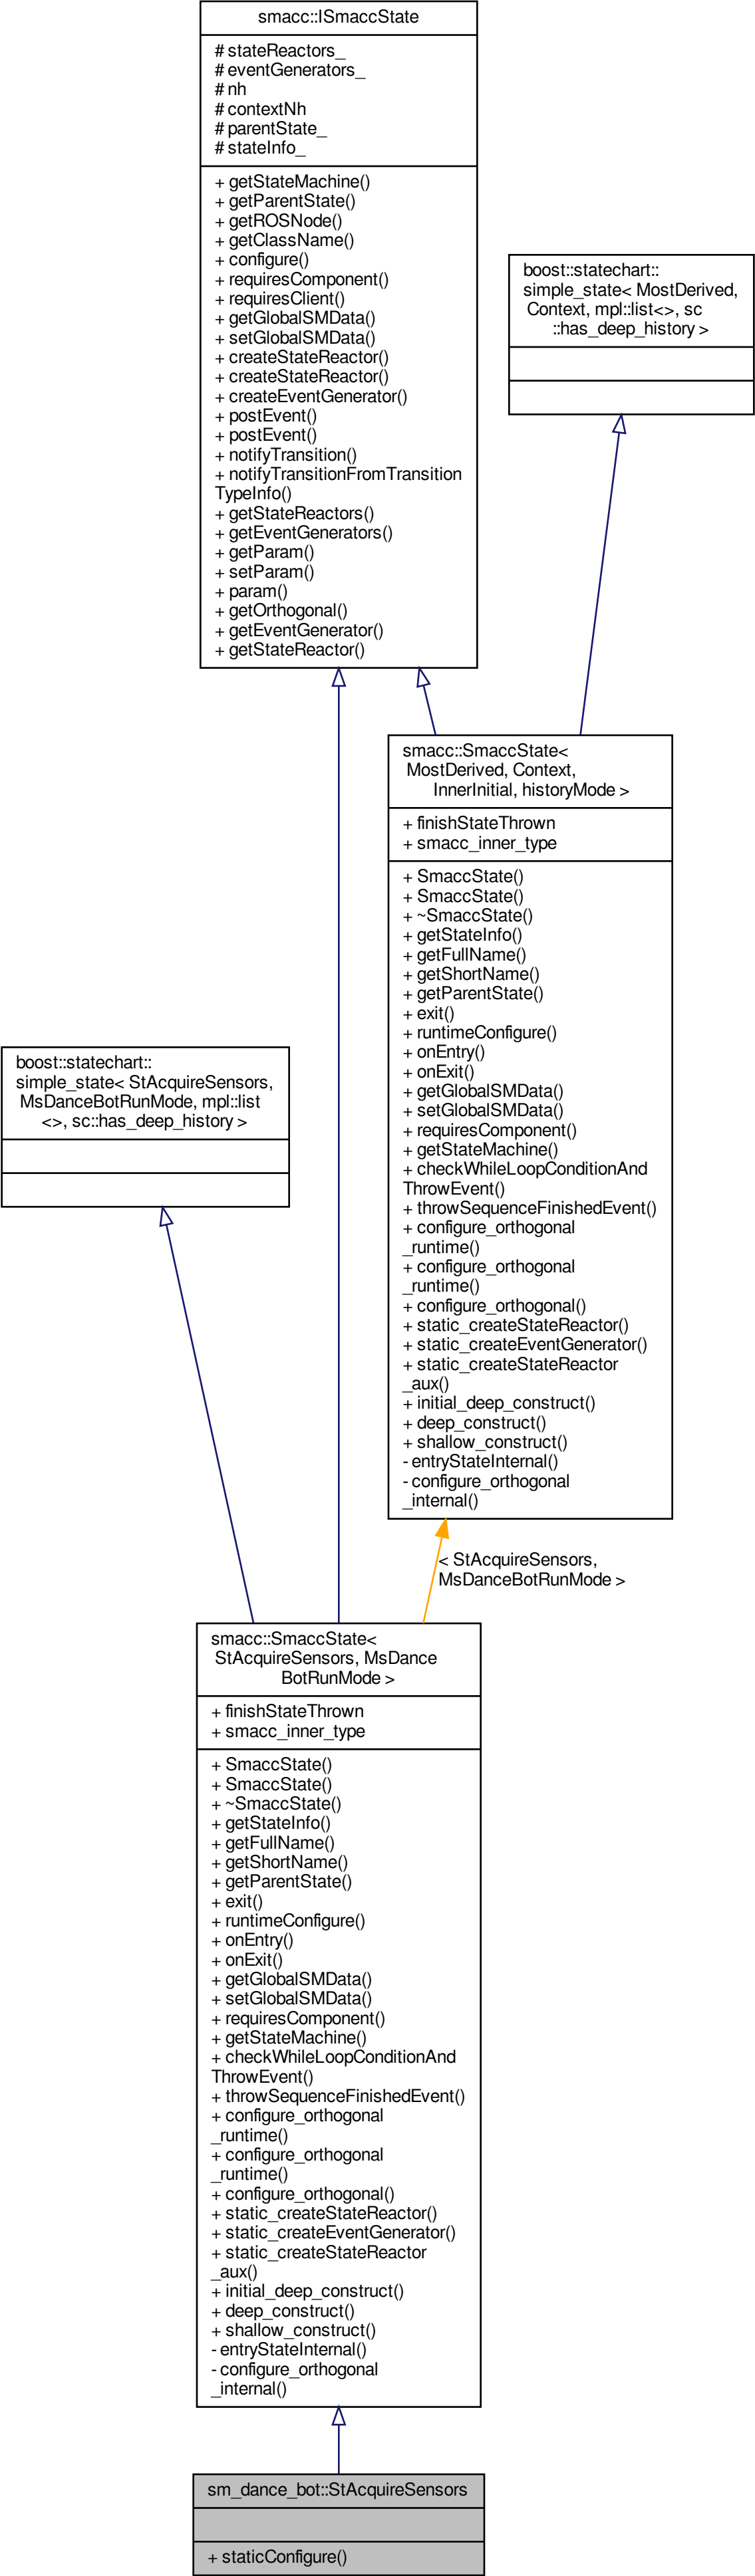 smacc::ISmaccState
# stateReactors_
# eventGenerators_
# nh
# contextNh
# parentState_
# stateInfo_
+ getStateMachine()
+ getParentState()
+ getROSNode()
+ getClassName()
+ configure()
+ requiresComponent()
+ requiresClient()
+ getGlobalSMData()
+ setGlobalSMData()
+ createStateReactor()
+ createStateReactor()
+ createEventGenerator()
+ postEvent()
+ postEvent()
+ notifyTransition()
+ notifyTransitionFromTransition
TypeInfo()
+ getStateReactors()
+ getEventGenerators()
+ getParam()
+ setParam()
+ param()
+ getOrthogonal()
+ getEventGenerator()
+ getStateReactor()
boost::statechart::
simple_state< MostDerived,
Context, mpl::list<>, sc
::has_deep_history >
smacc::SmaccState<
MostDerived, Context,
InnerInitial, historyMode >
+ finishStateThrown
+ smacc_inner_type
+ SmaccState()
+ SmaccState()
+ ~SmaccState()
+ getStateInfo()
+ getFullName()
+ getShortName()
+ getParentState()
+ exit()
+ runtimeConfigure()
+ onEntry()
+ onExit()
+ getGlobalSMData()
+ setGlobalSMData()
+ requiresComponent()
+ getStateMachine()
+ checkWhileLoopConditionAnd
ThrowEvent()
+ throwSequenceFinishedEvent()
+ configure_orthogonal
_runtime()
+ configure_orthogonal
_runtime()
+ configure_orthogonal()
+ static_createStateReactor()
+ static_createEventGenerator()
+ static_createStateReactor
_aux()
+ initial_deep_construct()
+ deep_construct()
+ shallow_construct()
- entryStateInternal()
- configure_orthogonal
_internal()
boost::statechart::
simple_state< StAcquireSensors,
MsDanceBotRunMode, mpl::list
<>, sc::has_deep_history >
< StAcquireSensors,
MsDanceBotRunMode >
smacc::SmaccState<
StAcquireSensors, MsDance
BotRunMode >
+ finishStateThrown
+ smacc_inner_type
+ SmaccState()
+ SmaccState()
+ ~SmaccState()
+ getStateInfo()
+ getFullName()
+ getShortName()
+ getParentState()
+ exit()
+ runtimeConfigure()
+ onEntry()
+ onExit()
+ getGlobalSMData()
+ setGlobalSMData()
+ requiresComponent()
+ getStateMachine()
+ checkWhileLoopConditionAnd
ThrowEvent()
+ throwSequenceFinishedEvent()
+ configure_orthogonal
_runtime()
+ configure_orthogonal
_runtime()
+ configure_orthogonal()
+ static_createStateReactor()
+ static_createEventGenerator()
+ static_createStateReactor
_aux()
+ initial_deep_construct()
+ deep_construct()
+ shallow_construct()
- entryStateInternal()
- configure_orthogonal
_internal()
sm_dance_bot::StAcquireSensors
+ staticConfigure()